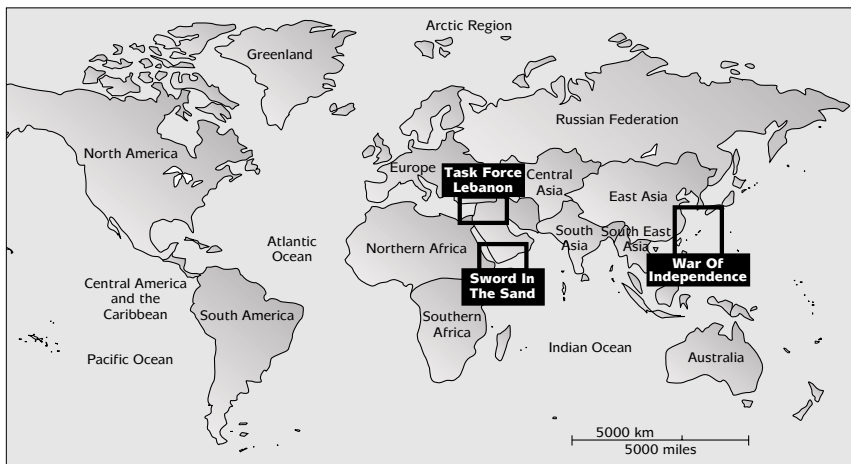 Arctic Region
Greenland
Russian Federation
North America
Europe
Task Force
Lebanon
Central
Asia
East Asia
Atlantic
Ocean
Northern Africa
South
Asia
South East
Asia
War Of
Independence
Sword In
The Sand
Central America
and the
Caribbean
South America
Southern
Africa
Pacific Ocean
Indian Ocean
Australia
5000 km
5000 miles